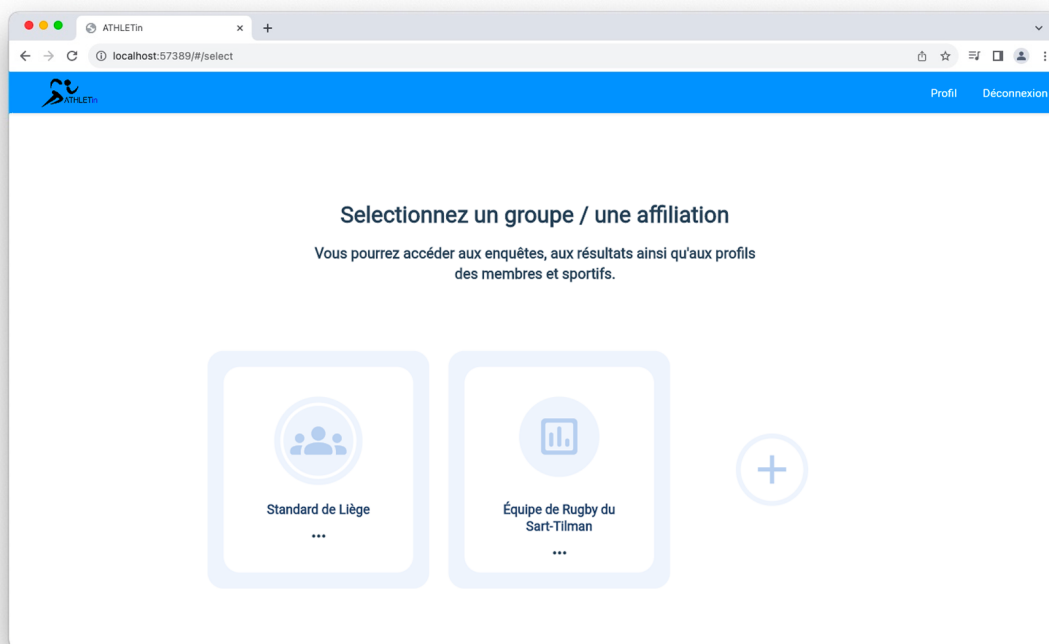 ATHLETin
localhost:57389/#/select
ATHLETin
Profil
Déconnexion
Selectionnez un groupe / une affiliation
Vous pourrez accéder aux enquêtes, aux résultats ainsi qu'aux profils
des membres et sportifs.
Standard de Liège
...
Équipe de Rugby du
Sart-Tilman
...